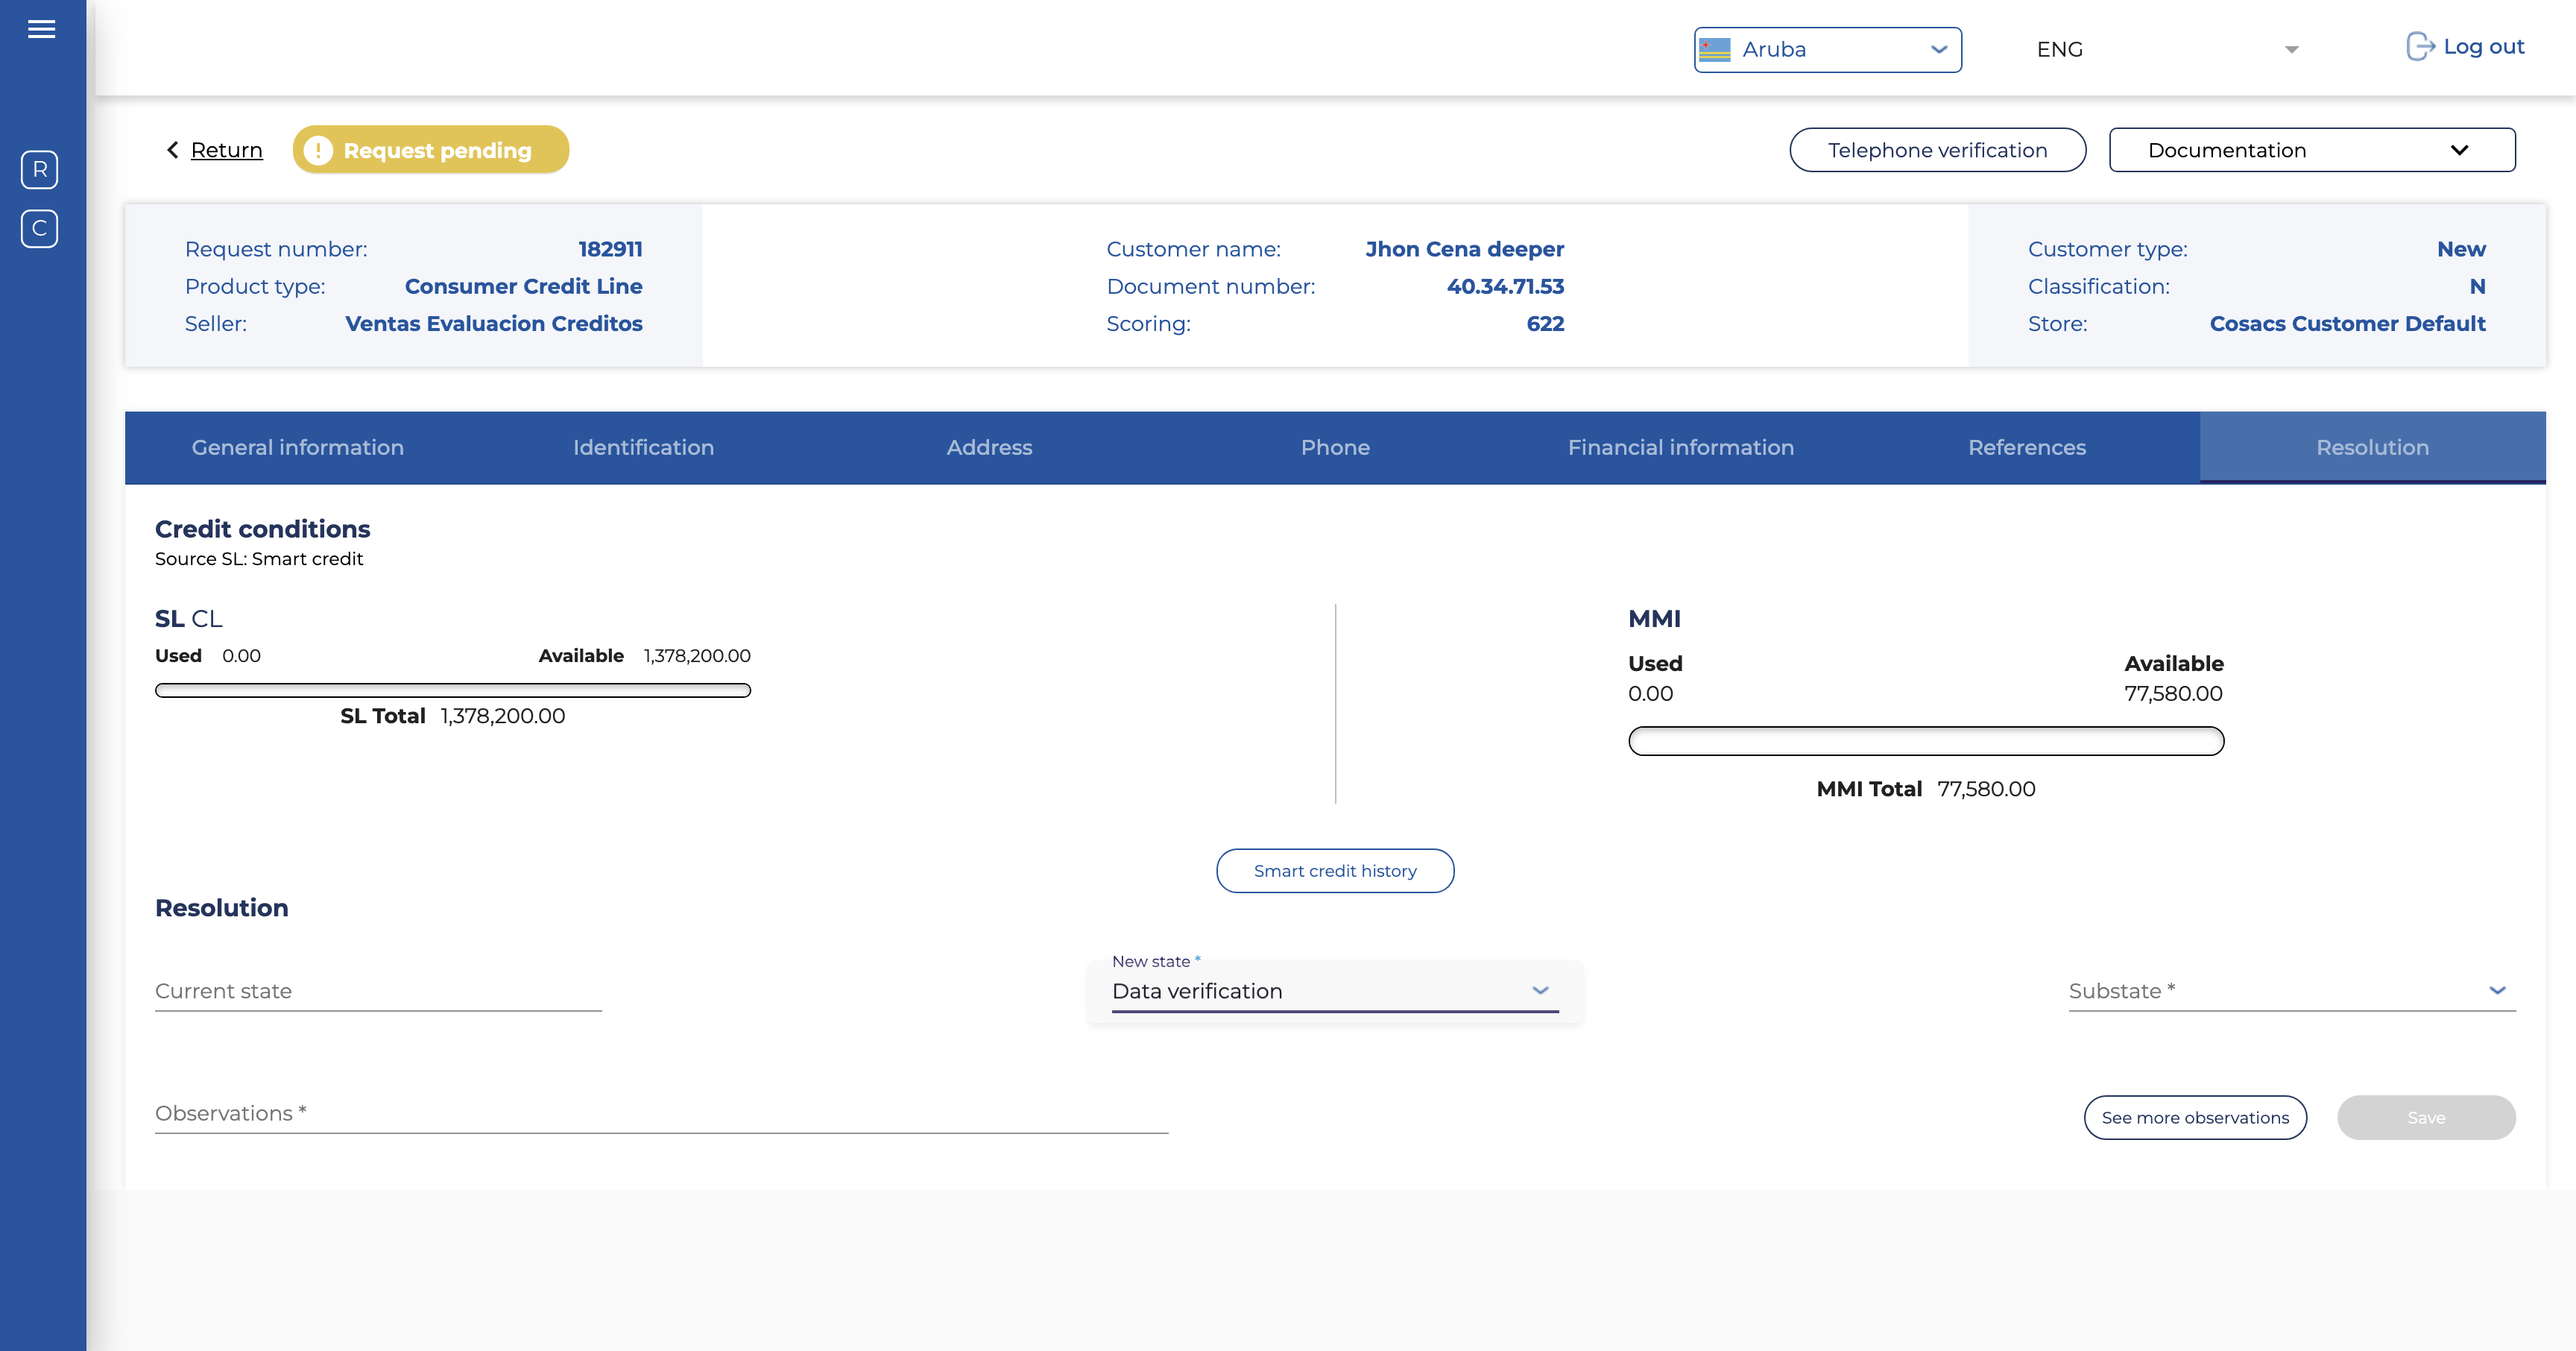 Aruba
ENG
Log out
R
C
Return
Request pending
Telephone verification
Documentation
Request number: 182911
Product type: Consumer Credit Line
Seller: Ventas Evaluacion Creditos
Customer name: Jhon Cena deeper
Document number: 40.34.71.53
Scoring: 622
Customer type: New
Classification: N
Store: Cosacs Customer Default
General information
Identification
Address
Phone
Financial information
References
Resolution
Credit conditions
Source SL: Smart credit
SL CL
Used 0.00 Available 1,378,200.00
SL Total 1,378,200.00
MMI
Used Available
0.00 77,580.00
MMI Total 77,580.00
Smart credit history
Resolution
Current state
New state *
Data verification
Substate *
Observations *
See more observations
Save